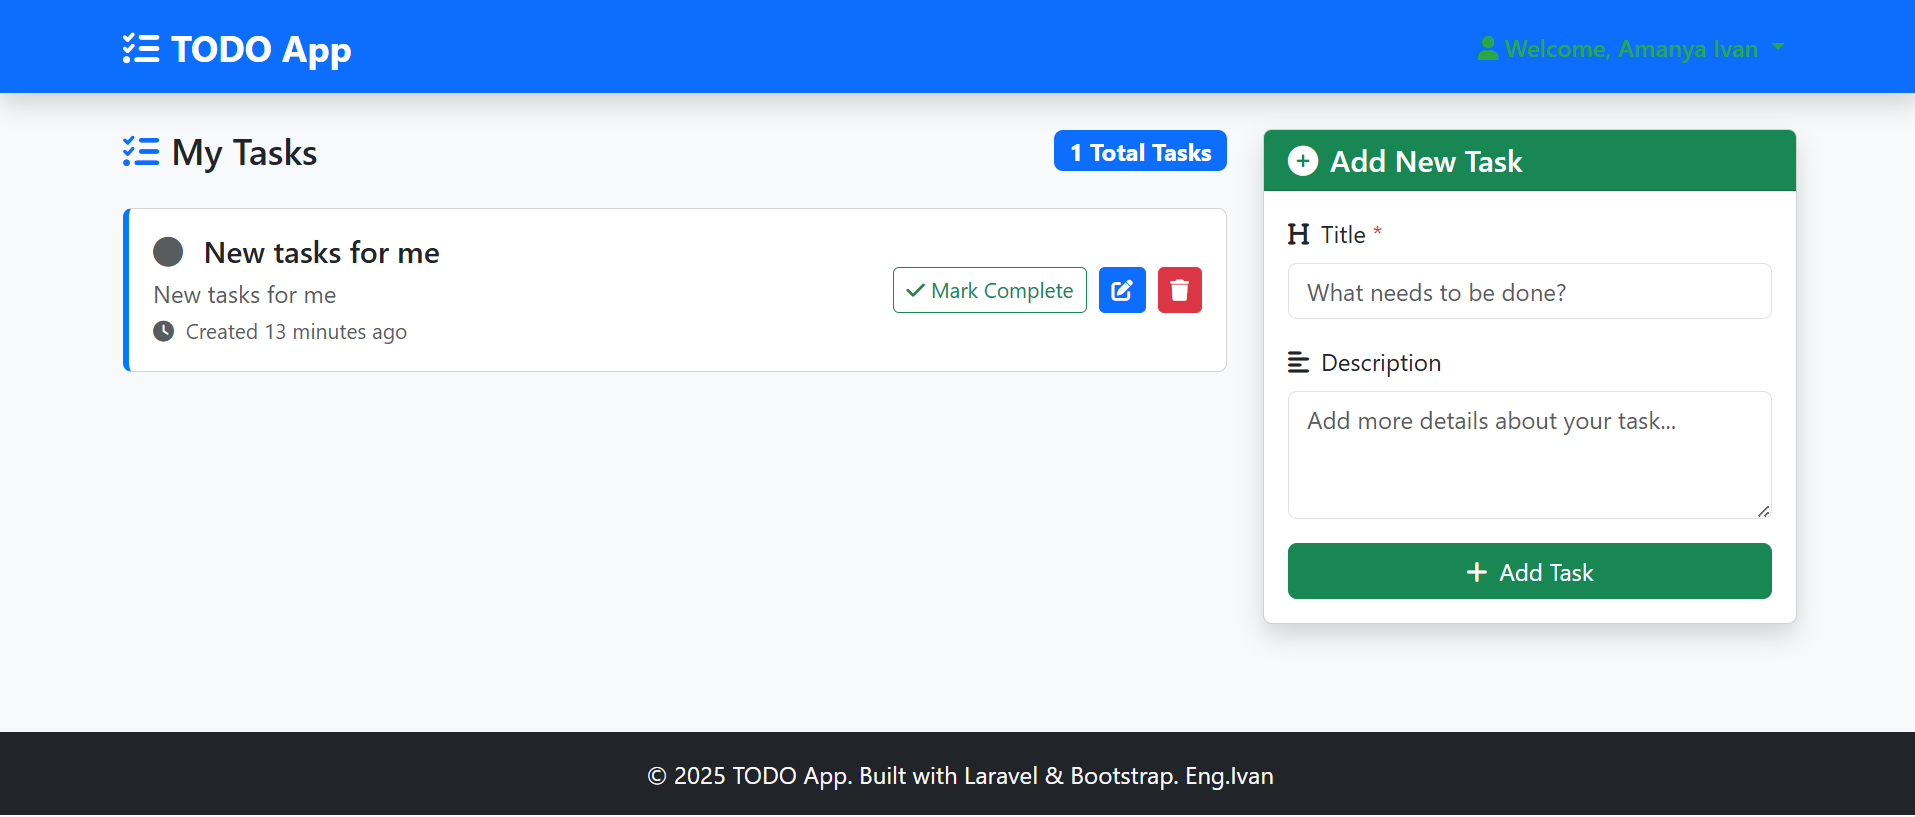 TODO App
Welcome, Amanya Ivan
My Tasks
1 Total Tasks
New tasks for me
New tasks for me
Created 13 minutes ago
Mark Complete
Add New Task
Title *
What needs to be done?
Description
Add more details about your task...
Add Task
© 2025 TODO App. Built with Laravel & Bootstrap. Eng.Ivan